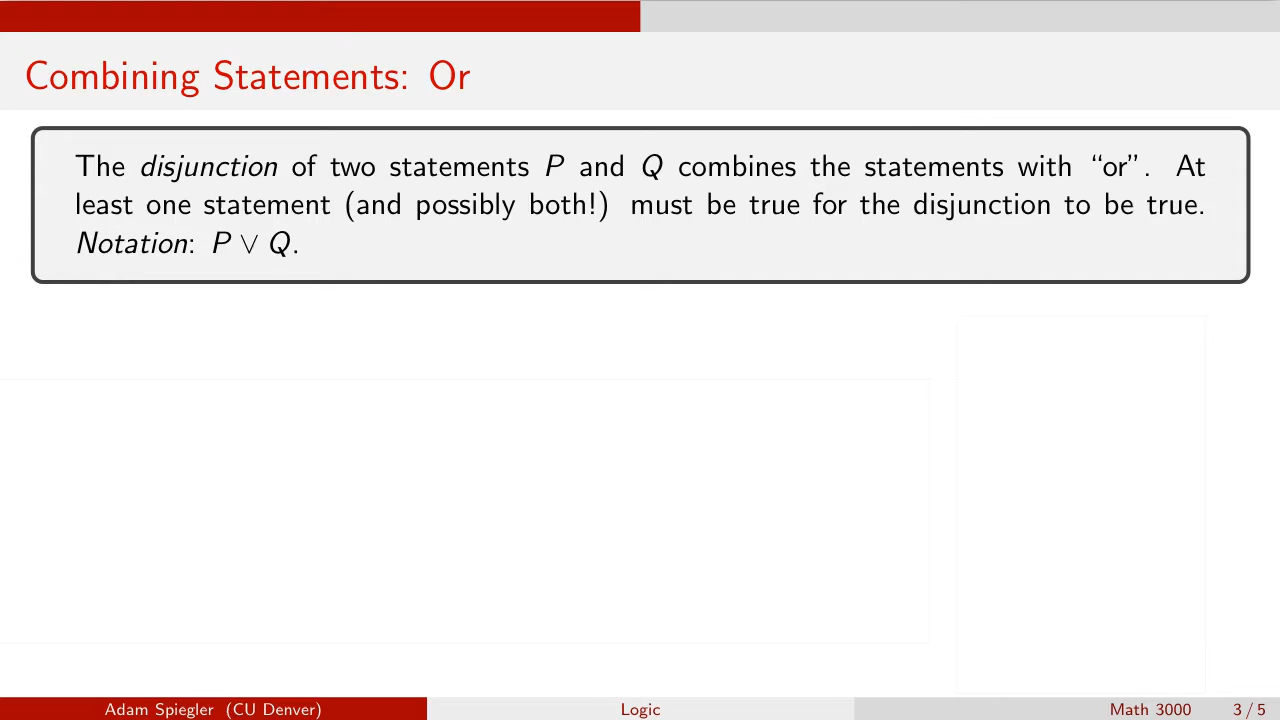 Combining Statements: Or
The disjunction of two statements P and Q combines the statements with “or”. At
least one statement (and possibly both!) must be true for the disjunction to be true.
Notation: P ∨ Q.
Adam Spiegler (CU Denver) Logic Math 3000 3 / 5